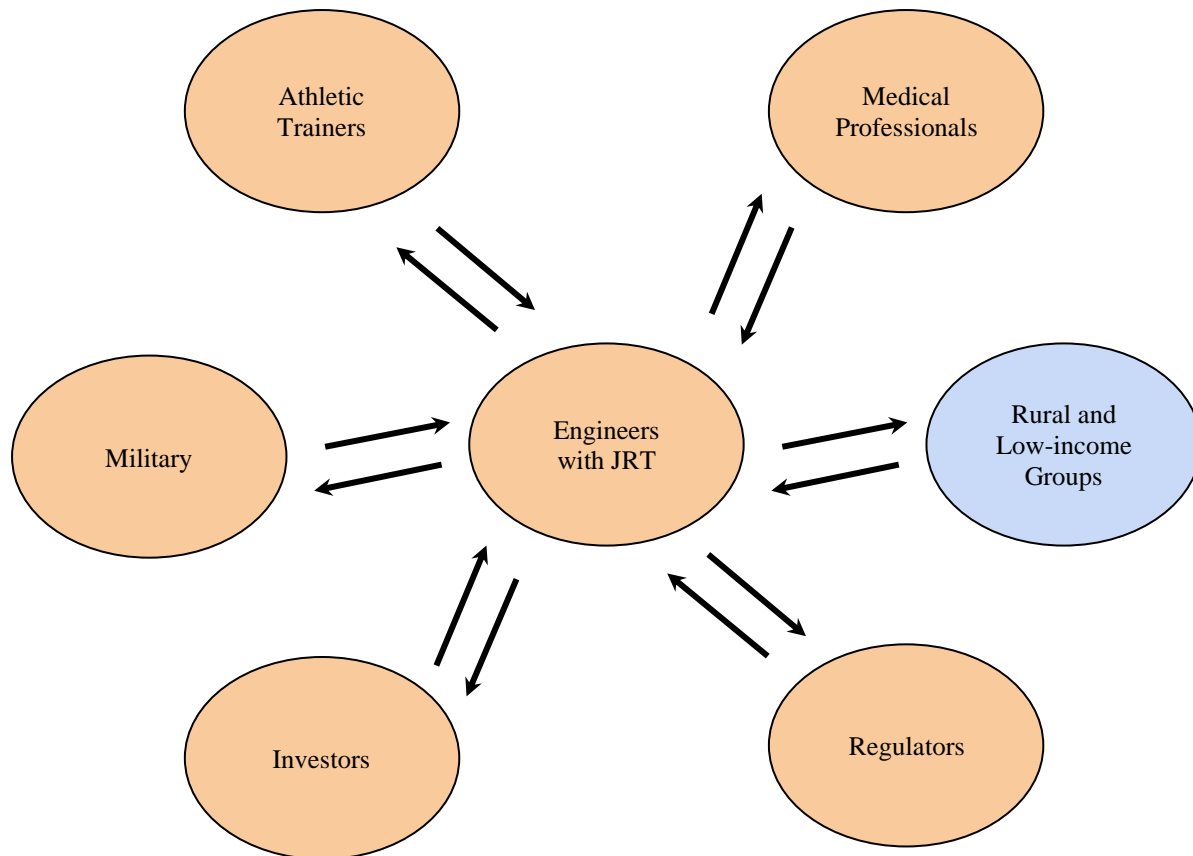 Athletic
Trainers
Medical
Professionals
Military
Engineers
with JRT
Rural and
Low-income
Groups
Investors
Regulators